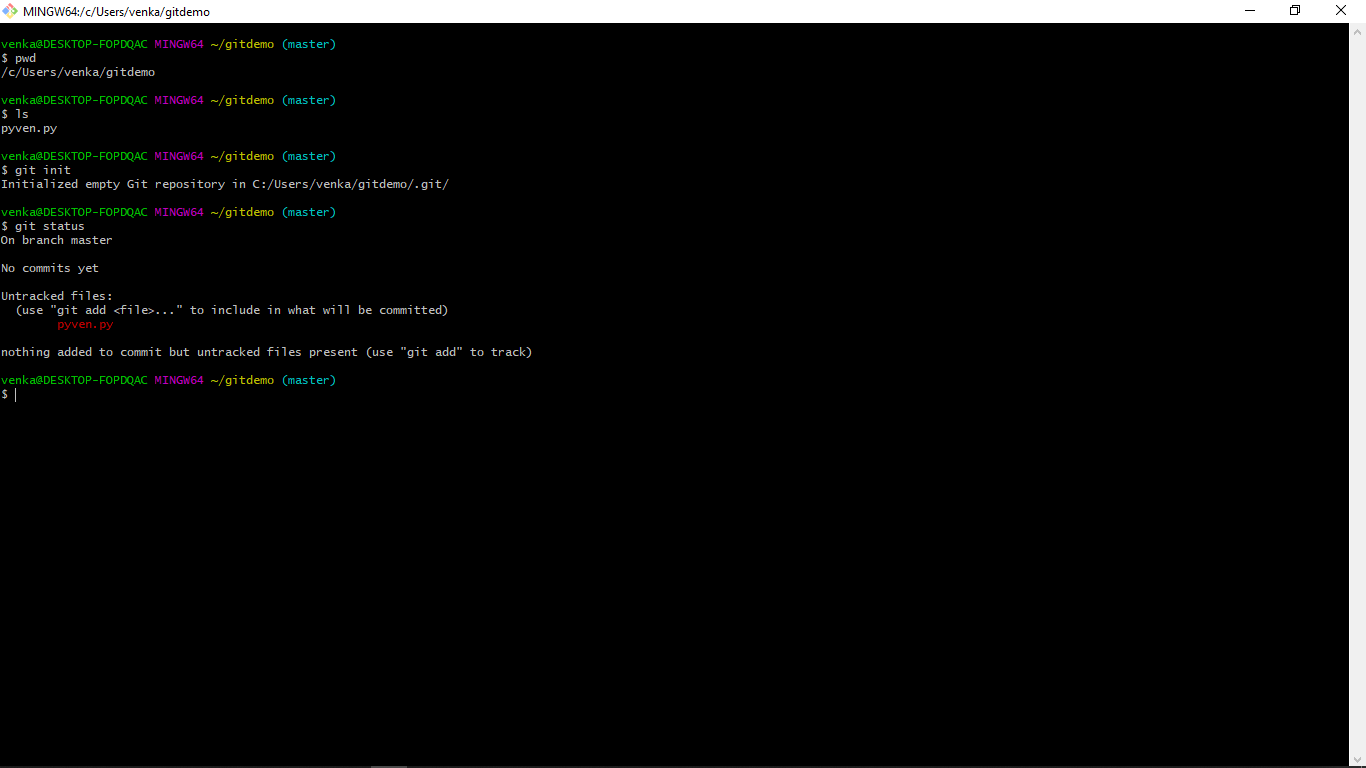 MINGW64:/c/Users/venka/gitdemo
venka@DESKTOP-FOPDQAC MINGW64 ~/gitdemo (master)
$ pwd
/c/Users/venka/gitdemo
venka@DESKTOP-FOPDQAC MINGW64 ~/gitdemo (master)
$ ls
pyven.py
venka@DESKTOP-FOPDQAC MINGW64 ~/gitdemo (master)
$ git init
Initialized empty Git repository in C:/Users/venka/gitdemo/.git/
venka@DESKTOP-FOPDQAC MINGW64 ~/gitdemo (master)
$ git status
On branch master
No commits yet
Untracked files:
  (use "git add <file>..." to include in what will be committed)
        pyven.py
nothing added to commit but untracked files present (use "git add" to track)
venka@DESKTOP-FOPDQAC MINGW64 ~/gitdemo (master)
$